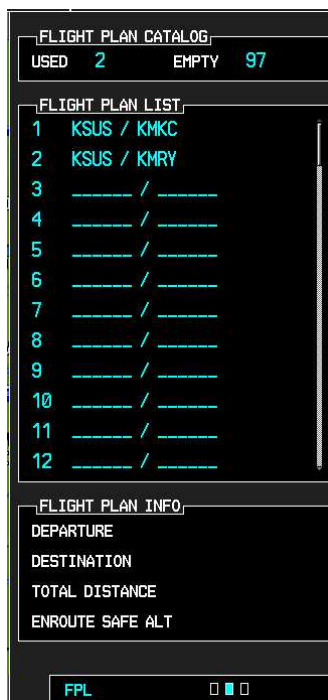 FLIGHT PLAN CATALOG
USED 2 EMPTY 97
FLIGHT PLAN LIST
1 KSUS / KMKC
2 KSUS / KMRY
3 ______ / ______
4 ______ / ______
5 ______ / ______
6 ______ / ______
7 ______ / ______
8 ______ / ______
9 ______ / ______
10 ______ / ______
11 ______ / ______
12 ______ / ______
FLIGHT PLAN INFO
DEPARTURE
DESTINATION
TOTAL DISTANCE
ENROUTE SAFE ALT
FPL